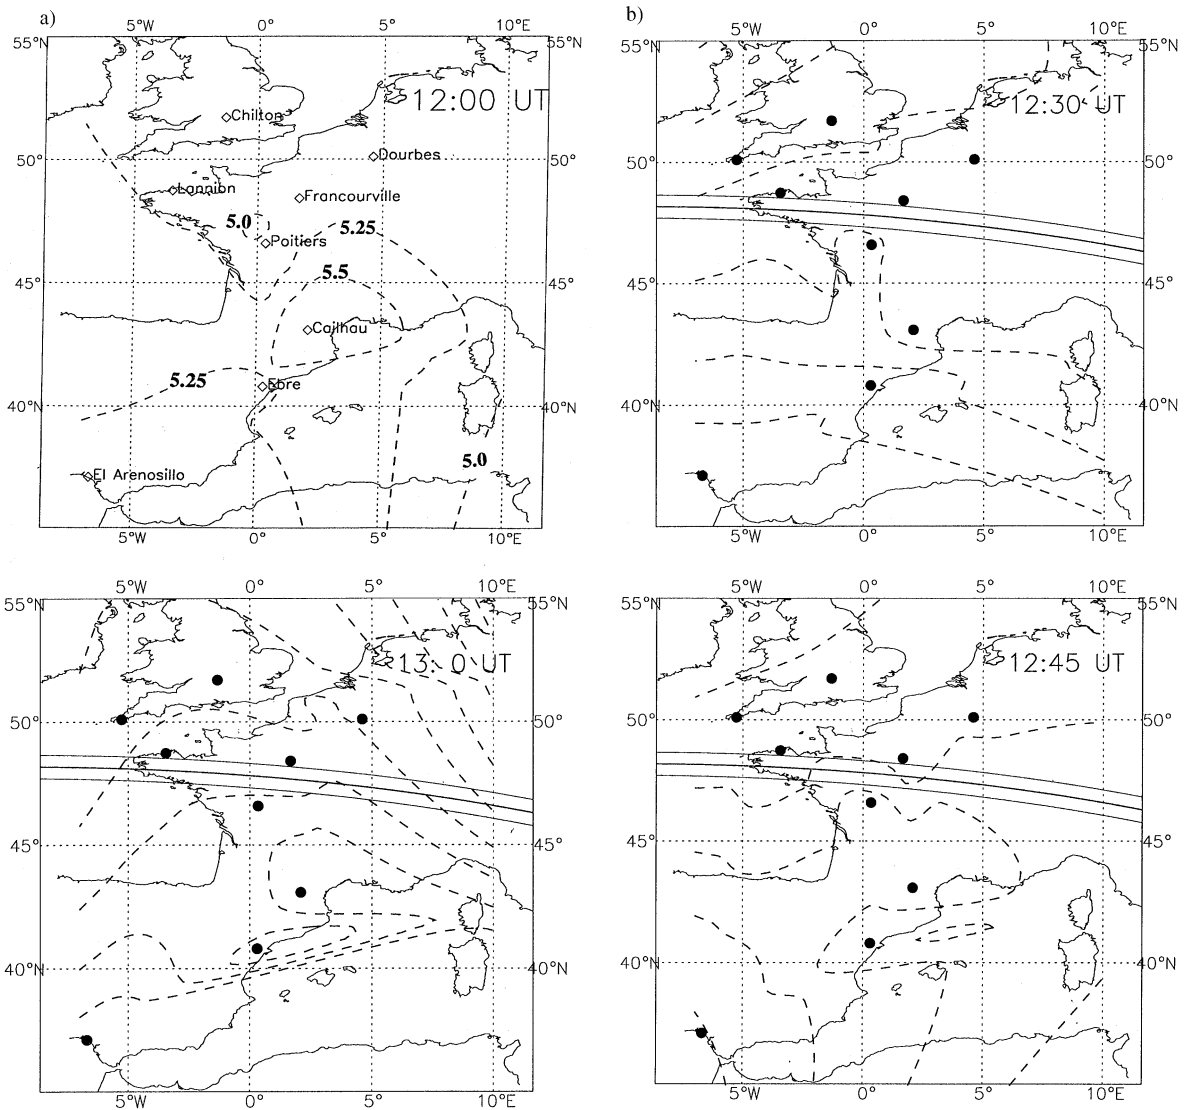 a)
5°W 0° 5°E 10°E
55°N 55°N
12:00 UT
Chilton
50° Dourbes 50°
Lannion
Francourville
5.0 5.25
Poitiers
5.5
45° 45°
Cailhau
5.25
Ebre
40°N 40°N
5.0
El Arenosillo
5°W 0° 5°E 10°E
b)
5°W 0° 5°E 10°E
55°N 55°N
12:30 UT
50° 50°
45° 45°
40°N 40°N
5°W 0° 5°E 10°E
5°W 0° 5°E 10°E
55°N 55°N
13: 0 UT
50° 50°
45° 45°
40°N 40°N
5°W 0° 5°E 10°E
5°W 0° 5°E 10°E
55°N 55°N
12:45 UT
50° 50°
45° 45°
40°N 40°N
5°W 0° 5°E 10°E